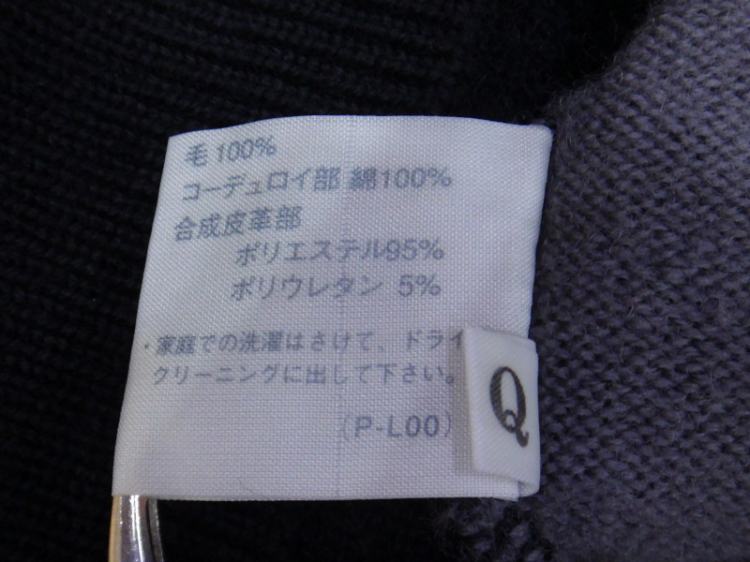 毛 100%
コーデュロイ部 綿100%
合成皮革部
ポリエステル95%
ポリウレタン 5%
・家庭での洗濯はさけて、ドライ
クリーニングに出して下さい。
(P-L00)
Q